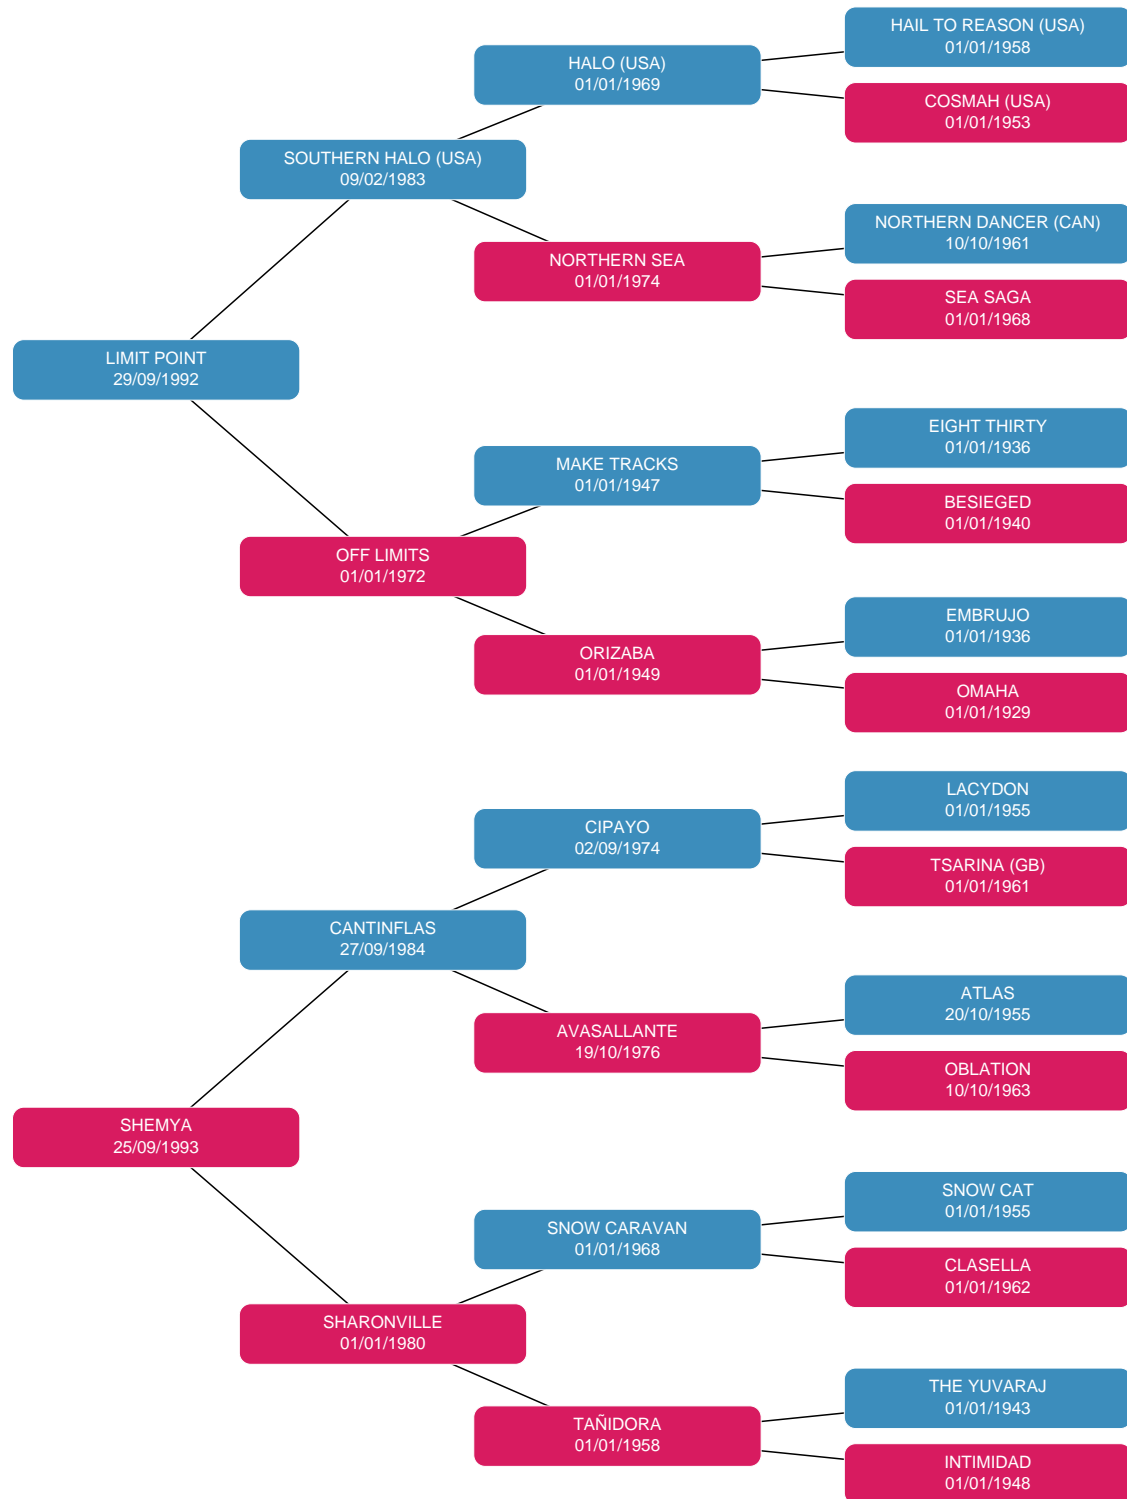 HAIL TO REASON (USA)
01/01/1958
HALO (USA)
01/01/1969
COSMAH (USA)
01/01/1953
SOUTHERN HALO (USA)
09/02/1983
NORTHERN DANCER (CAN)
10/10/1961
NORTHERN SEA
01/01/1974
SEA SAGA
01/01/1968
LIMIT POINT
29/09/1992
EIGHT THIRTY
01/01/1936
MAKE TRACKS
01/01/1947
BESIEGED
01/01/1940
OFF LIMITS
01/01/1972
EMBRUJO
01/01/1936
ORIZABA
01/01/1949
OMAHA
01/01/1929
LACYDON
01/01/1955
CIPAYO
02/09/1974
TSARINA (GB)
01/01/1961
CANTINFLAS
27/09/1984
ATLAS
20/10/1955
AVASALLANTE
19/10/1976
OBLATION
10/10/1963
SHEMYA
25/09/1993
SNOW CAT
01/01/1955
SNOW CARAVAN
01/01/1968
CLASELLA
01/01/1962
SHARONVILLE
01/01/1980
THE YUVARAJ
01/01/1943
TAÑIDORA
01/01/1958
INTIMIDAD
01/01/1948